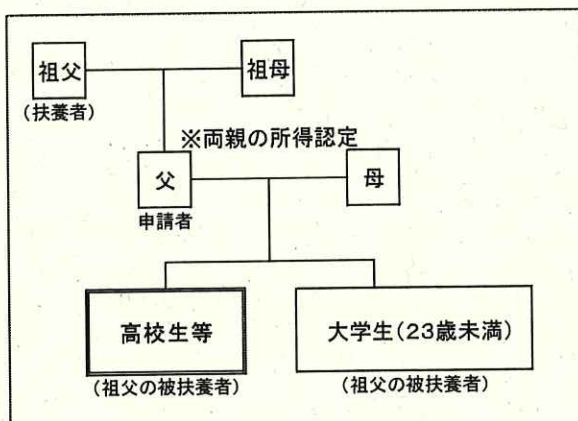 祖父
祖母
(扶養者)
※両親の所得認定
父
母
申請者
高校生等
大学生(23歳未満)
(祖父の被扶養者)
(祖父の被扶養者)